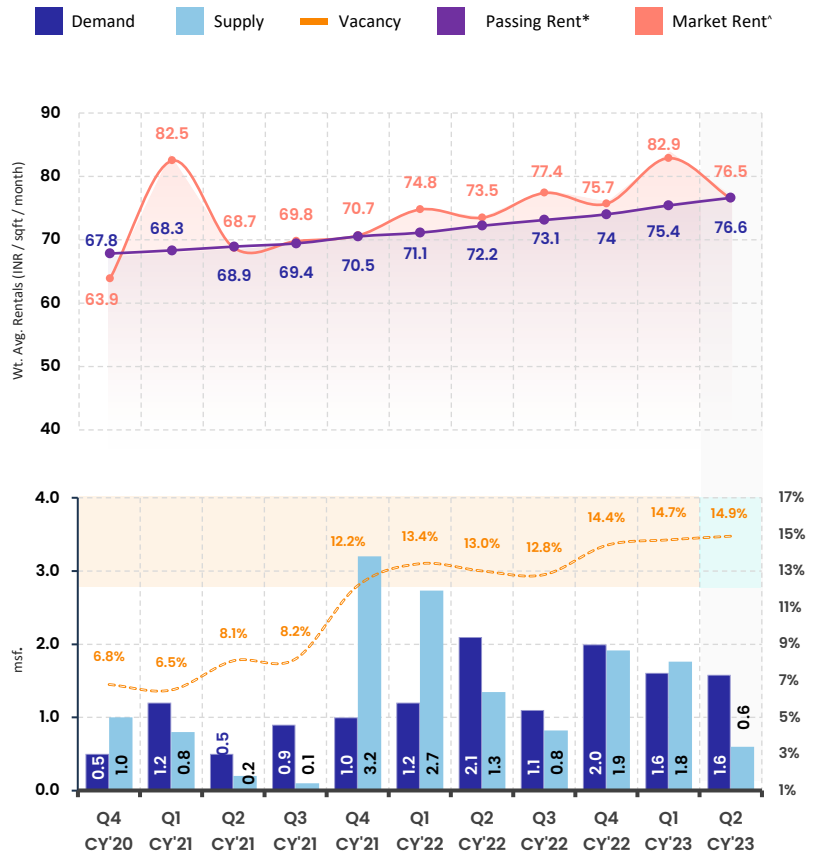 Demand Supply Vacancy Passing Rent* Market Rent^
Wt. Avg. Rentals (INR / sqft / month)
90
80
70
60
50
40
63.9 82.5 68.7 69.8 70.7 74.8 73.5 77.4 75.7 82.9 76.5
67.8 68.3 68.9 69.4 70.5 71.1 72.2 73.1 74 75.4 76.6
msf.
4.0
3.0
2.0
1.0
0.0
17%
15%
13%
11%
9%
7%
5%
3%
1%
6.8% 6.5% 8.1% 8.2% 12.2% 13.4% 13.0% 12.8% 14.4% 14.7% 14.9%
0.5 1.0 1.2 0.8 0.5 0.2 0.9 0.1 1.0 3.2 1.2 2.7 2.1 1.3 1.1 0.8 2.0 1.9 1.6 1.8 1.6 0.6
Q4 Q1 Q2 Q3 Q4 Q1 Q2 Q3 Q4 Q1 Q2
CY'20 CY'21 CY'21 CY'21 CY'21 CY'22 CY'22 CY'22 CY'22 CY'23 CY'23